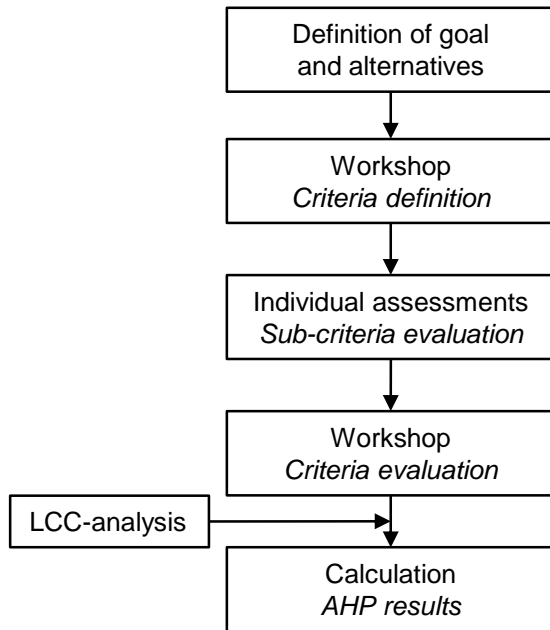 Definition of goal
and alternatives
Workshop
Criteria definition
Individual assessments
Sub-criteria evaluation
Workshop
Criteria evaluation
LCC-analysis
Calculation
AHP results